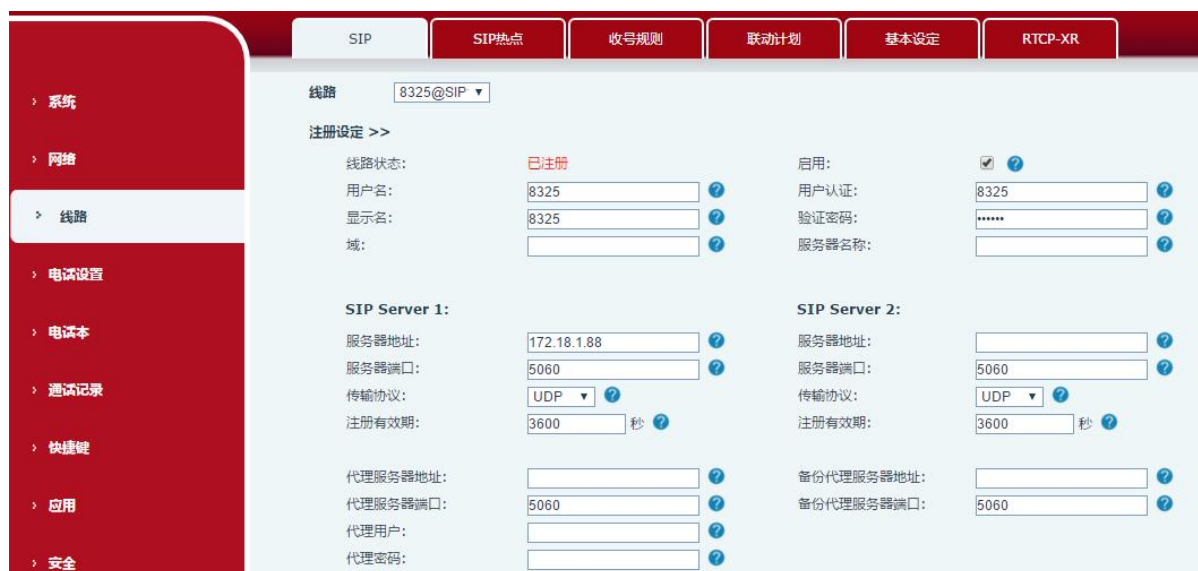 SIP SIP热点 收号规则 联动计划 基本设定 RTCP-XR
系统
网络
线路
电话设置
电话本
通话记录
快捷键
应用
安全
线路 8325@SIP
注册设定 >>
线路状态: 已注册 启用:
用户名: 8325 用户认证: 8325
显示名: 8325 验证密码: ••••••
域: 服务器名称:
SIP Server 1: SIP Server 2:
服务器地址: 172.18.1.88 服务器地址:
服务器端口: 5060 服务器端口: 5060
传输协议: UDP 传输协议: UDP
注册有效期: 3600 秒 注册有效期: 3600 秒
代理服务器地址: 备份代理服务器地址:
代理服务器端口: 5060 备份代理服务器端口: 5060
代理用户:
代理密码: